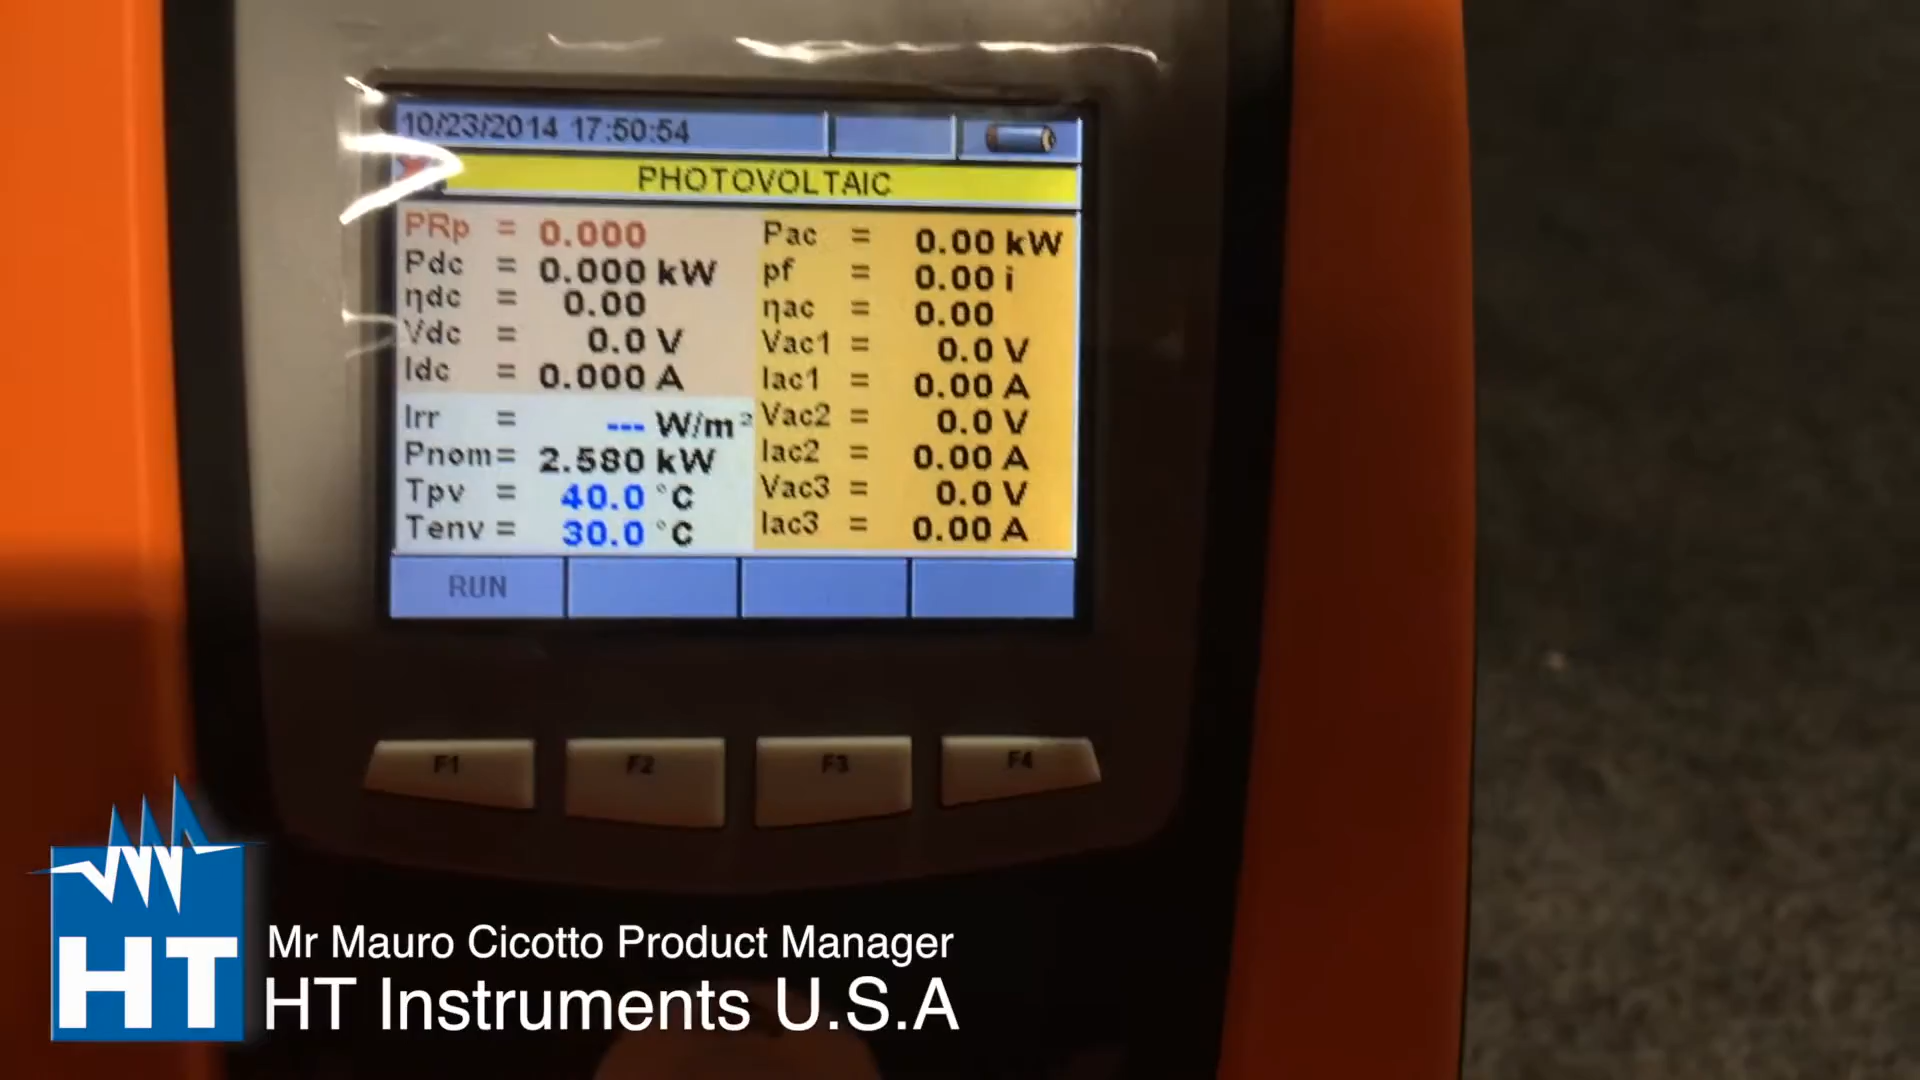 10/23/2014 17:50:54
PHOTOVOLTAIC
PRp = 0.000
Pdc = 0.000 kW
ηdc = 0.00
Vdc = 0.0 V
Idc = 0.000 A
Irr = --- W/m²
Pnom= 2.580 kW
Tpv = 40.0 °C
Tenv = 30.0 °C
Pac = 0.00 kW
pf = 0.00 i
ηac = 0.00
Vac1 = 0.0 V
Iac1 = 0.00 A
Vac2 = 0.0 V
Iac2 = 0.00 A
Vac3 = 0.0 V
Iac3 = 0.00 A
RUN
F1 F2 F3 F4
HT
Mr Mauro Cicotto Product Manager
HT Instruments U.S.A